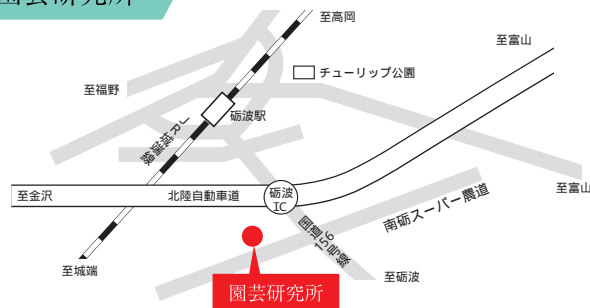 園芸研究所
至高岡
至富山
チューリップ公園
至福野
砺波駅
JR城端線
至富山
至金沢
北陸自動車道
砺波
IC
南砺スーパー農道
国道156号線
至城端
至砺波
園芸研究所